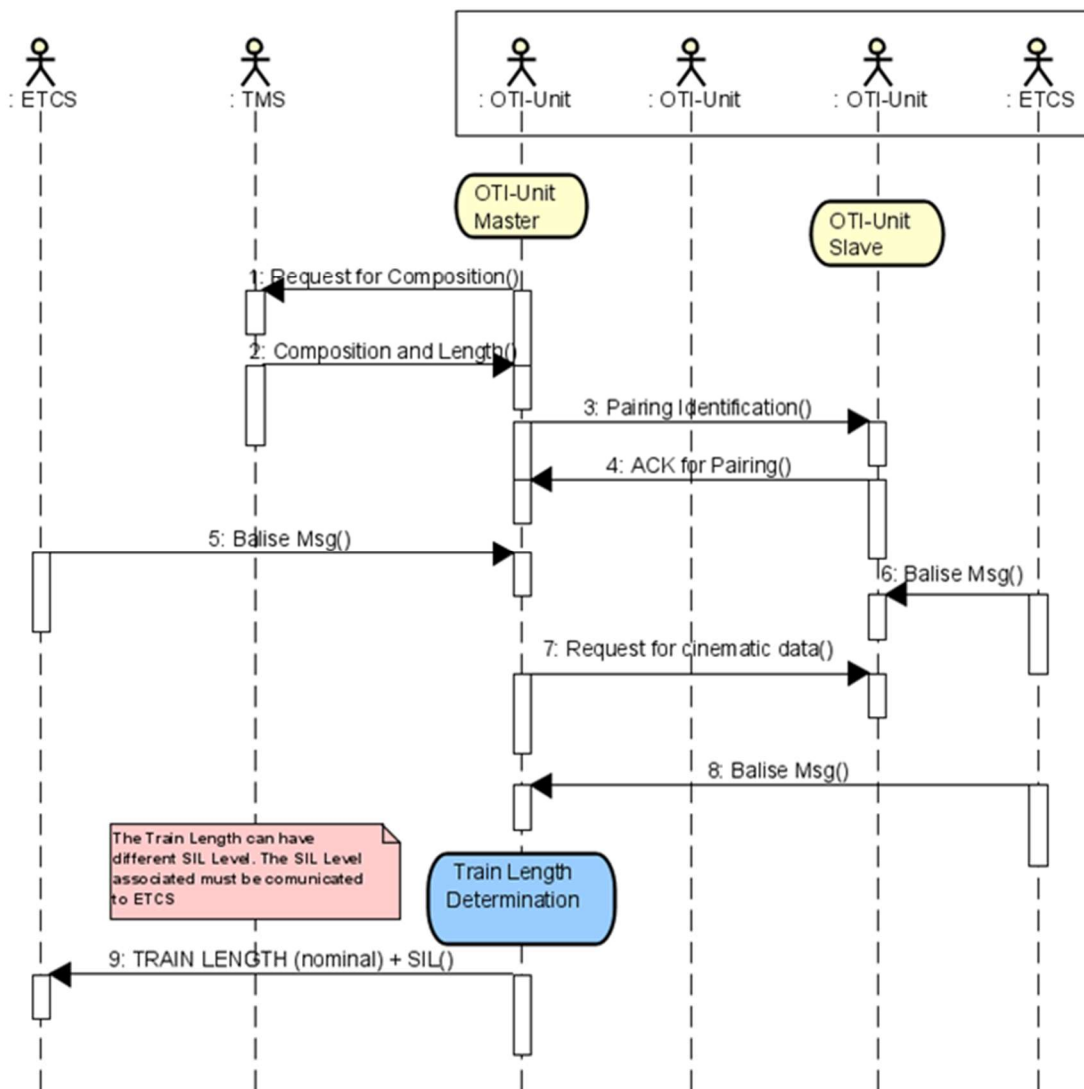 : ETCS
: TMS
: OTI-Unit
: OTI-Unit
: OTI-Unit
: ETCS
OTI-Unit
Master
OTI-Unit
Slave
1: Request for Composition()
2: Composition and Length()
3: Pairing Identification()
4: ACK for Pairing()
5: Balise Msg()
6: Balise Msg()
7: Request for cinematic data()
8: Balise Msg()
The Train Length can have
different SIL Level. The SIL Level
associated must be comunicated
to ETCS
Train Length
Determination
9: TRAIN LENGTH (nominal) + SIL()